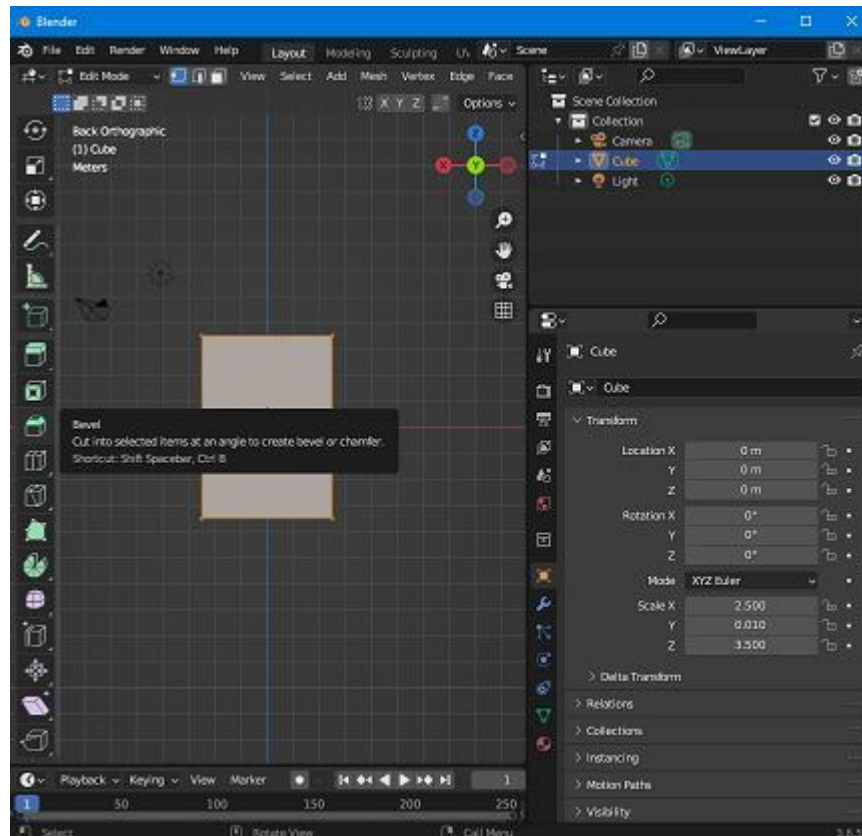 Blender
File Edit Render Window Help Layout Modeling Sculpting UV Scene ViewLayer
Edit Mode View Select Add Mesh Vertex Edge Face
X Y Z Options
Back Orthographic
(1) Cube
Meters
Z
X Y
Bevel
Cut into selected items at an angle to create bevel or chamfer.
Shortcut: Shift Spacebar, Ctrl B
Scene Collection
Collection
Camera
Cube
Light
Cube
Cube
Transform
Location X 0 m
Y 0 m
Z 0 m
Rotation X 0°
Y 0°
Z 0°
Mode XYZ Euler
Scale X 2.500
Y 0.010
Z 3.500
Delta Transform
Relations
Collections
Instancing
Motion Paths
Visibility
Playback Keying View Marker 1
1 50 100 150 200 250
Select Rotate View Call Menu